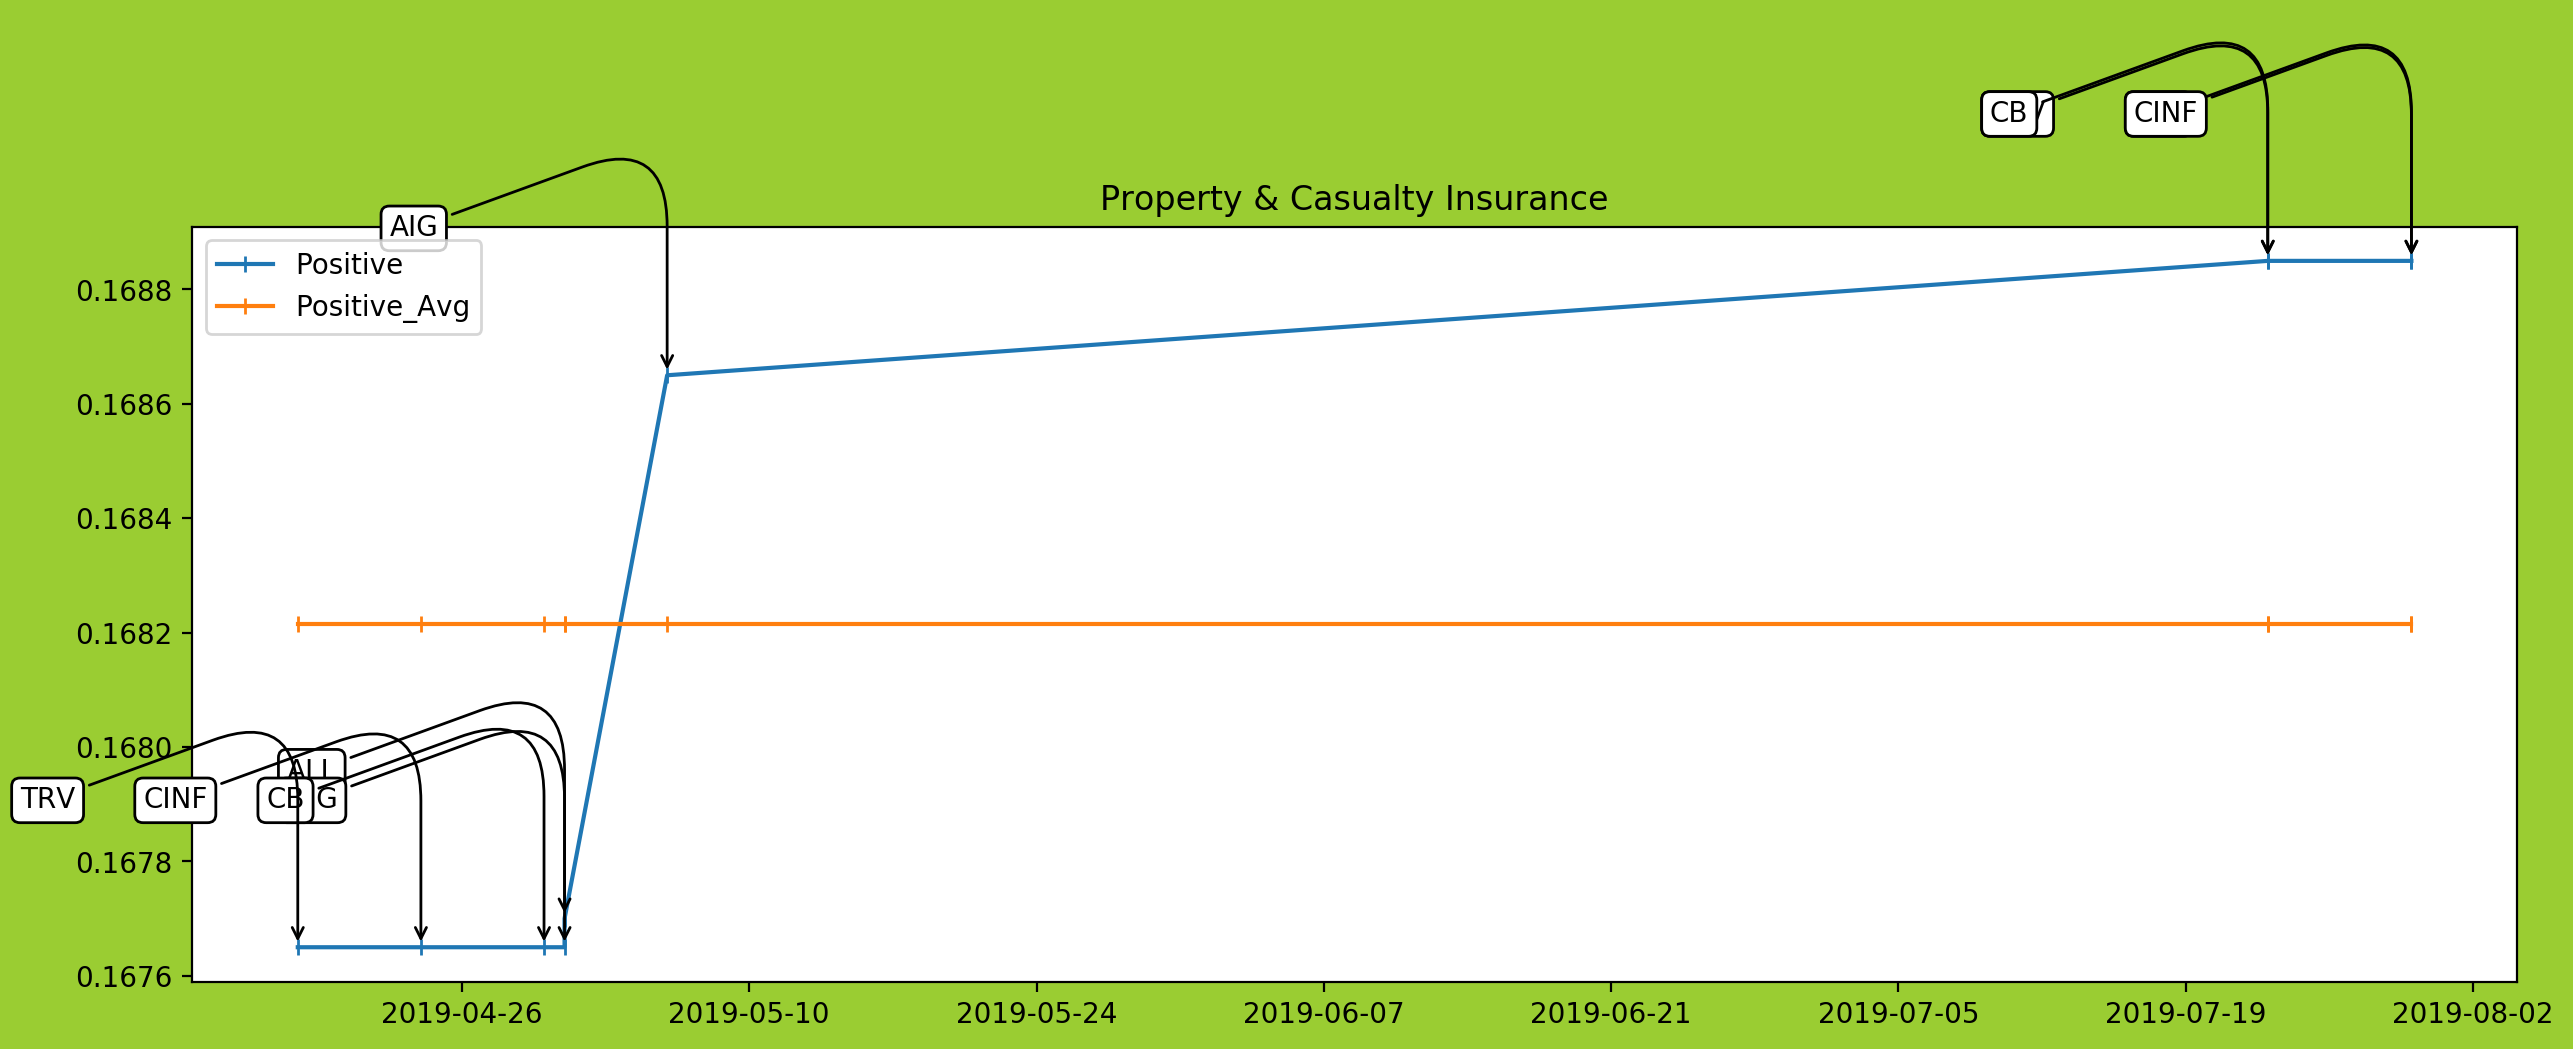 CB
CINF
Property & Casualty Insurance
AIG
Positive
Positive_Avg
0.1688
0.1686
0.1684
0.1682
0.1680
0.1678
0.1676
ALL
TRV
CINF
CB
G
2019-04-26
2019-05-10
2019-05-24
2019-06-07
2019-06-21
2019-07-05
2019-07-19
2019-08-02